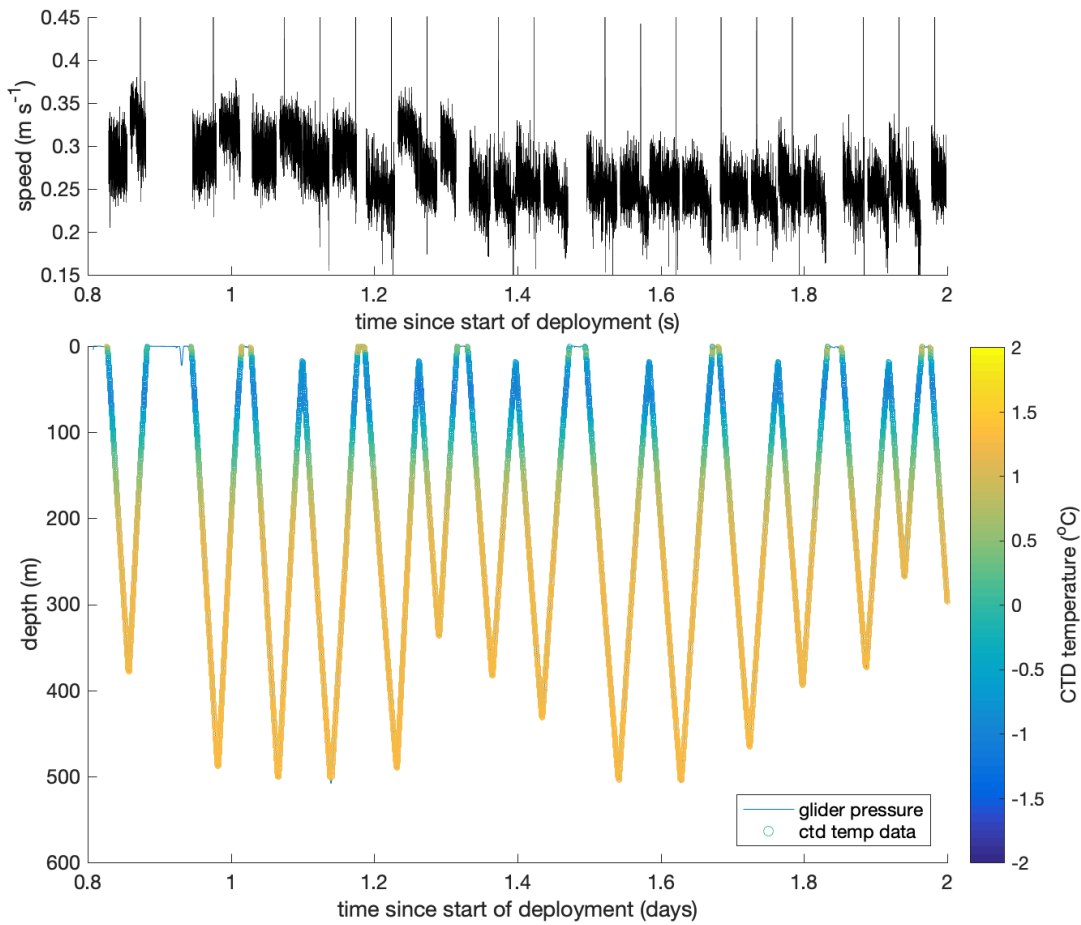 0.45
0.4
0.35
0.3
0.25
0.2
0.15
speed (m s⁻¹)
0.8 1 1.2 1.4 1.6 1.8 2
time since start of deployment (s)
0
100
200
300
400
500
600
depth (m)
0.8 1 1.2 1.4 1.6 1.8 2
time since start of deployment (days)
glider pressure
ctd temp data
2
1.5
1
0.5
0
-0.5
-1
-1.5
-2
CTD temperature (°C)